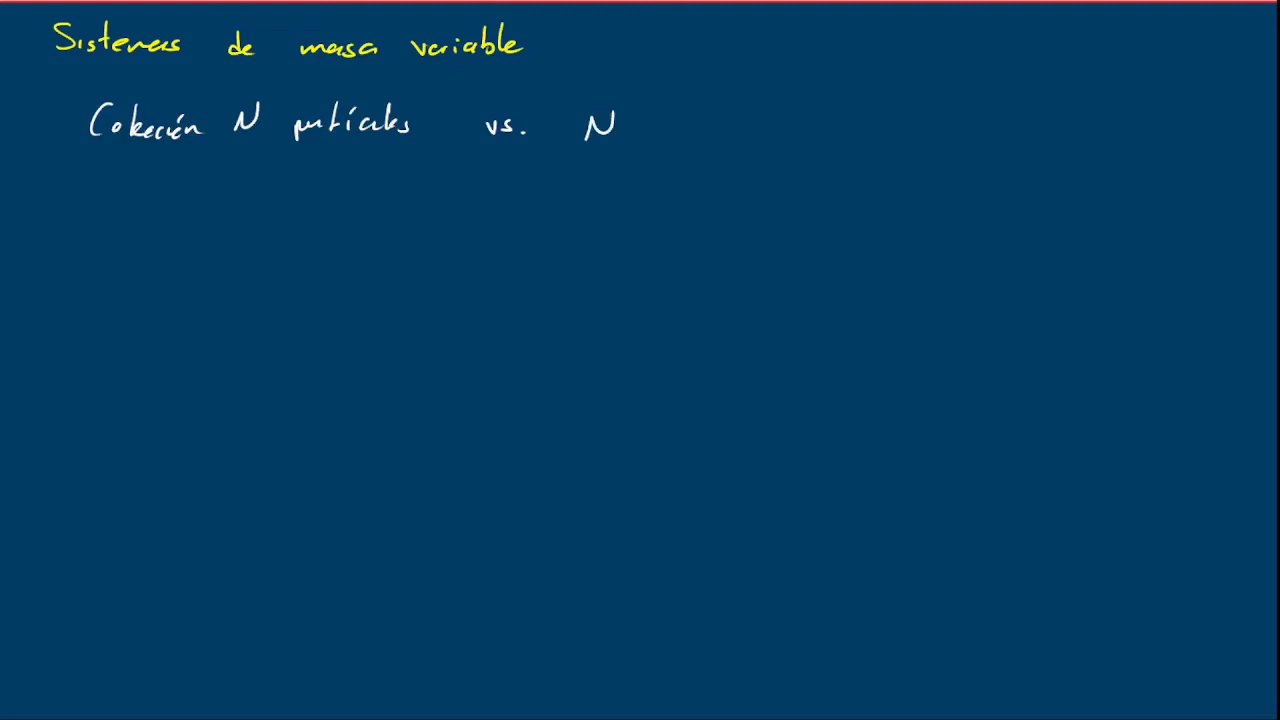 Sistemas de masa variable
Colección N partículas vs. N